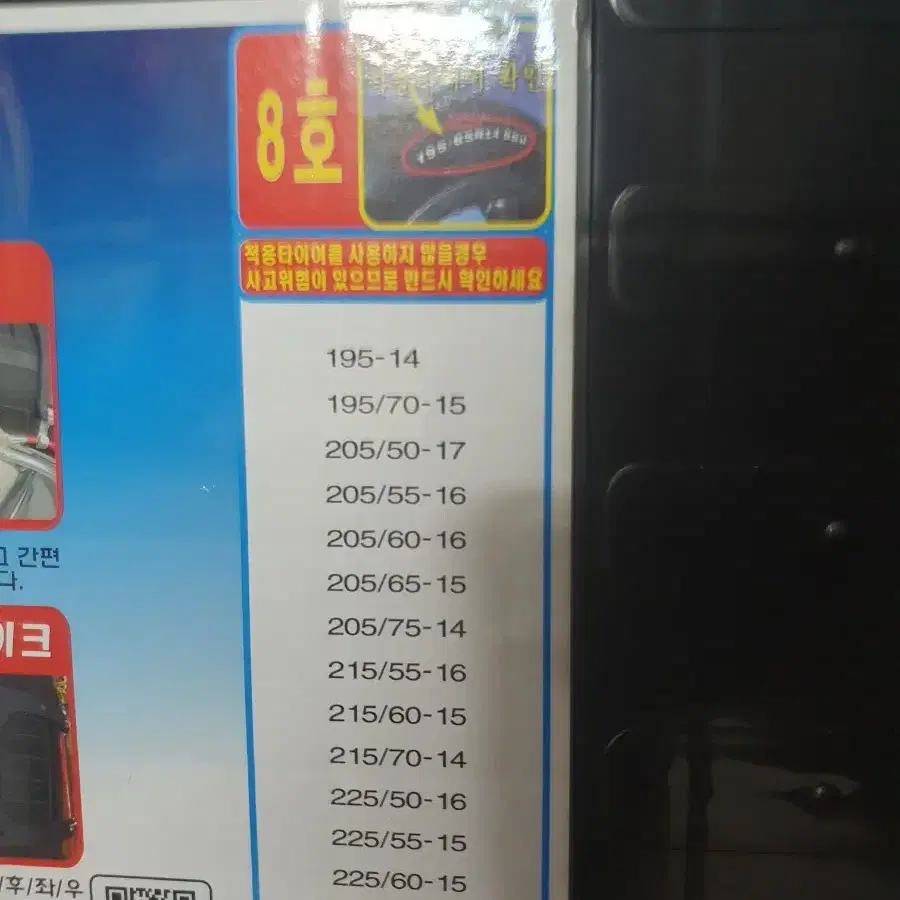 8호
확인
적용타이어를 사용하지 않을경우
사고위험이 있으므로 반드시 확인하세요
195-14
195/70-15
205/50-17
205/55-16
205/60-16
205/65-15
205/75-14
215/55-16
215/60-15
215/70-14
225/50-16
225/55-15
225/60-15
간편
다.
이크
/후/좌/우